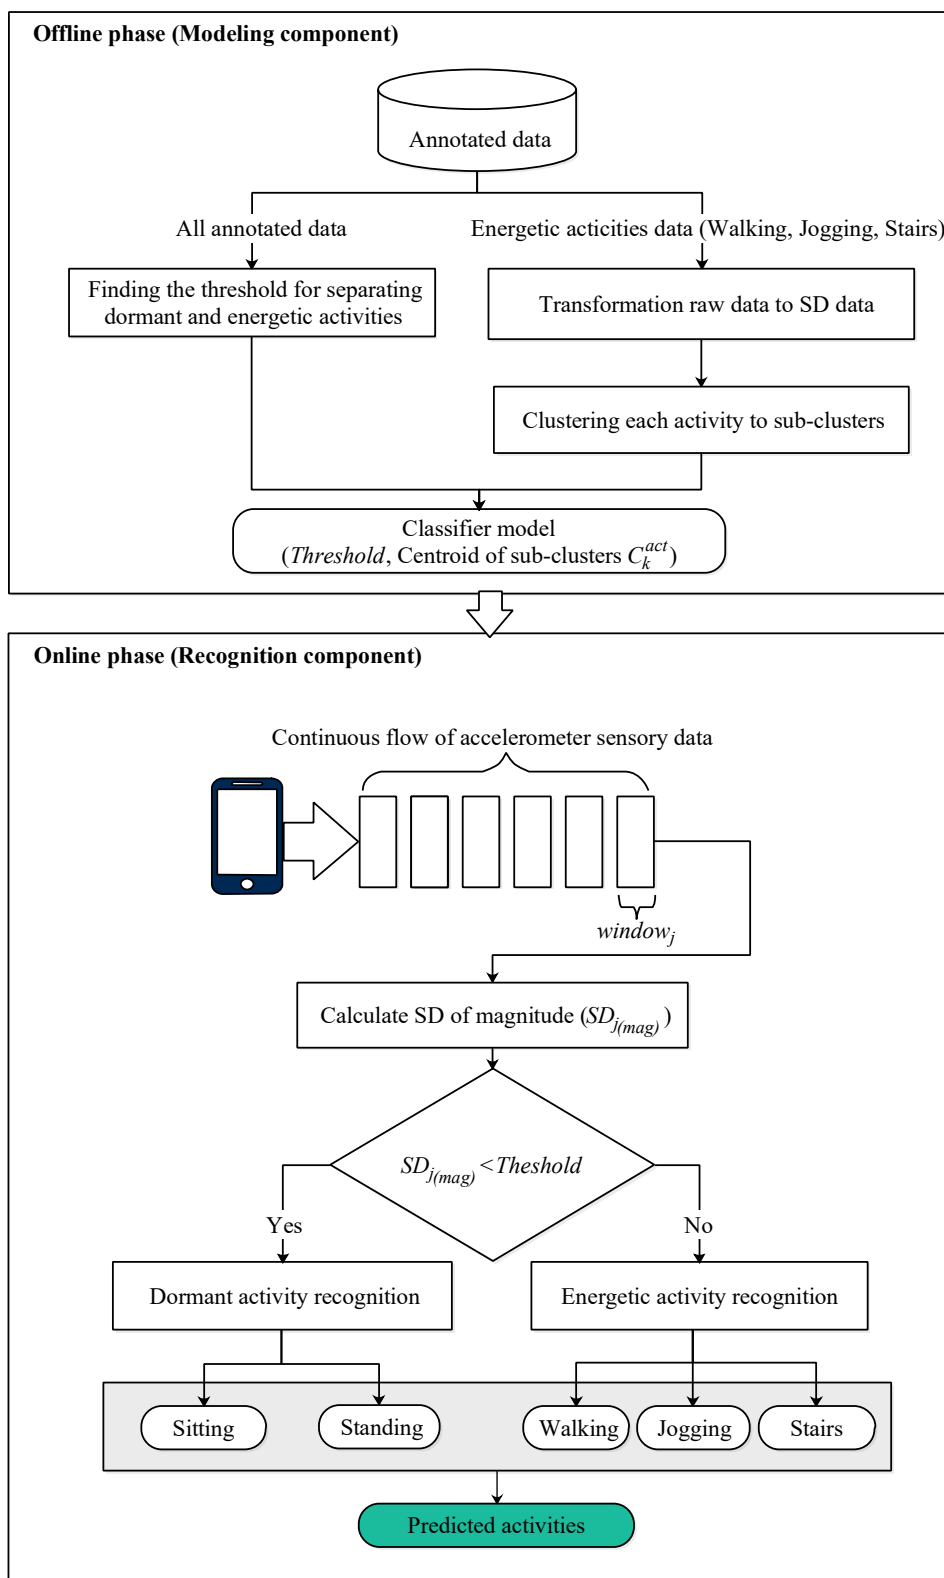 Offline phase (Modeling component)
Annotated data
All annotated data
Energetic acticities data (Walking, Jogging, Stairs)
Finding the threshold for separating
dormant and energetic activities
Transformation raw data to SD data
Clustering each activity to sub-clusters
Classifier model
(Threshold, Centroid of sub-clusters C_k^{act})
Online phase (Recognition component)
Continuous flow of accelerometer sensory data
window_j
Calculate SD of magnitude (SD_{j(mag)})
SD_{j(mag)} <Theshold
Yes
No
Dormant activity recognition
Energetic activity recognition
Sitting
Standing
Walking
Jogging
Stairs
Predicted activities